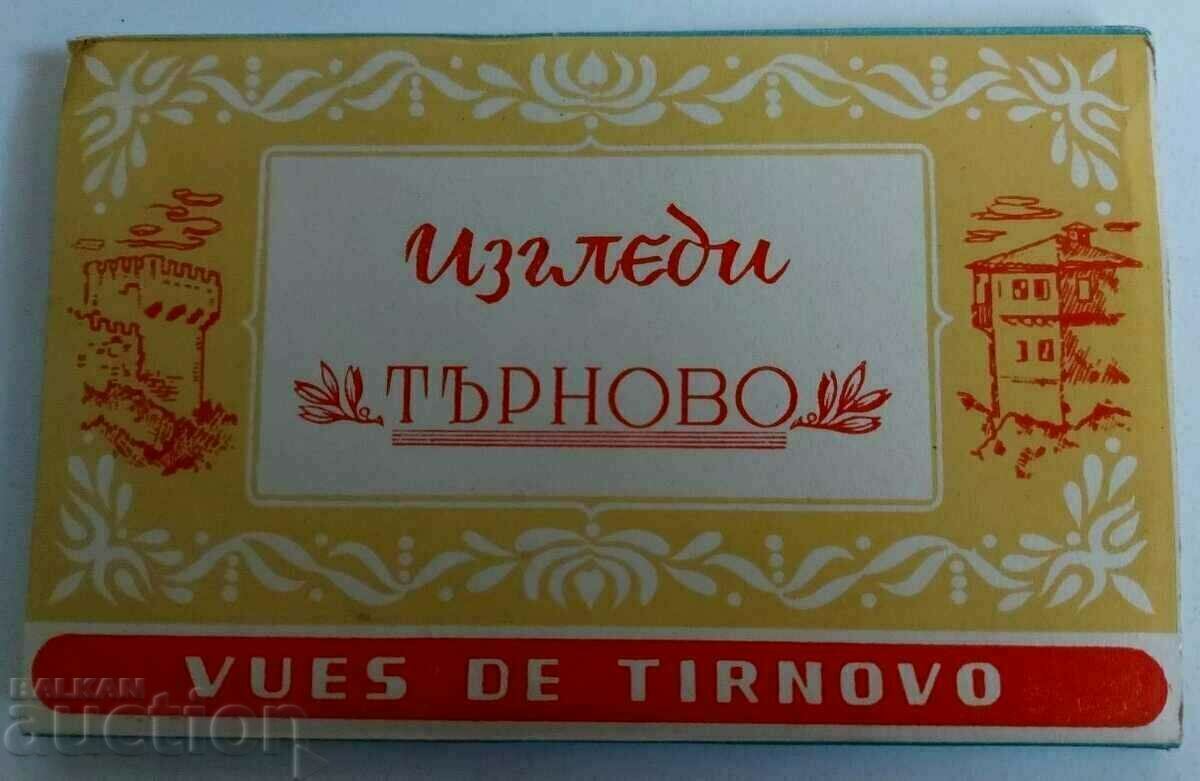 Изгледи
ТЪРНОВО
VUES DE TIRNOVO
BALKAN
auction